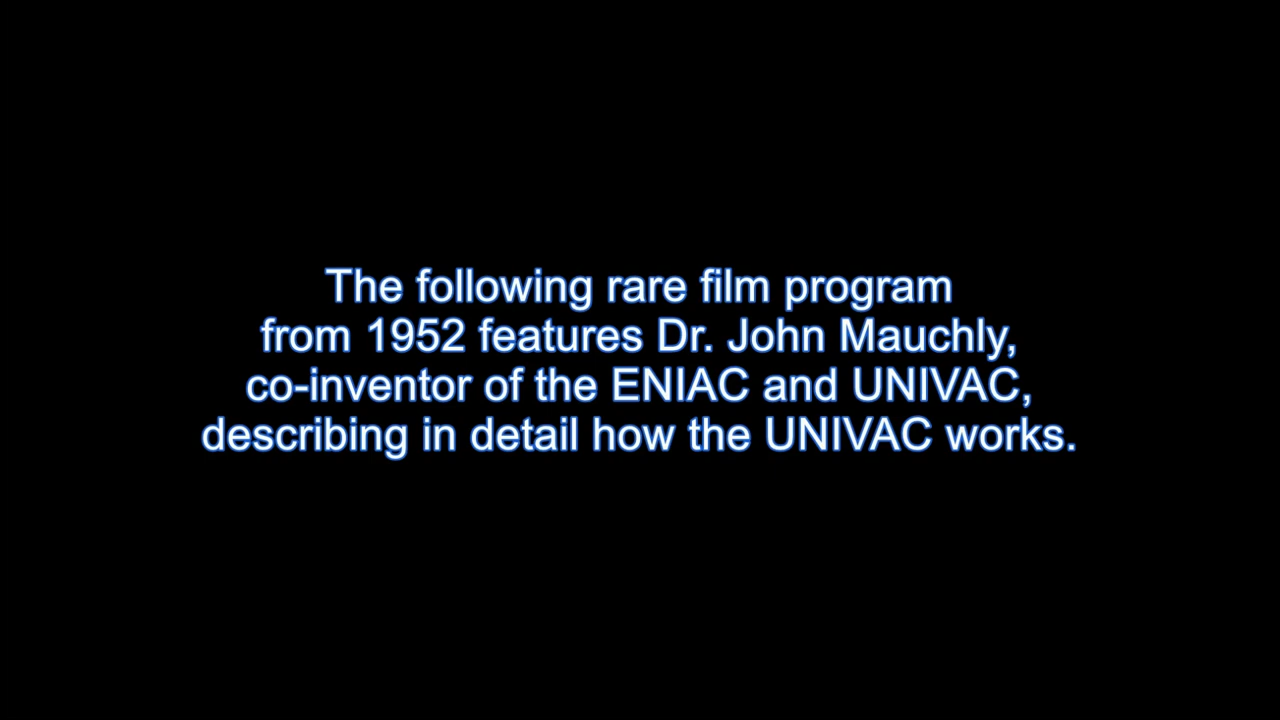 The following rare film program
from 1952 features Dr. John Mauchly,
co-inventor of the ENIAC and UNIVAC,
describing in detail how the UNIVAC works.